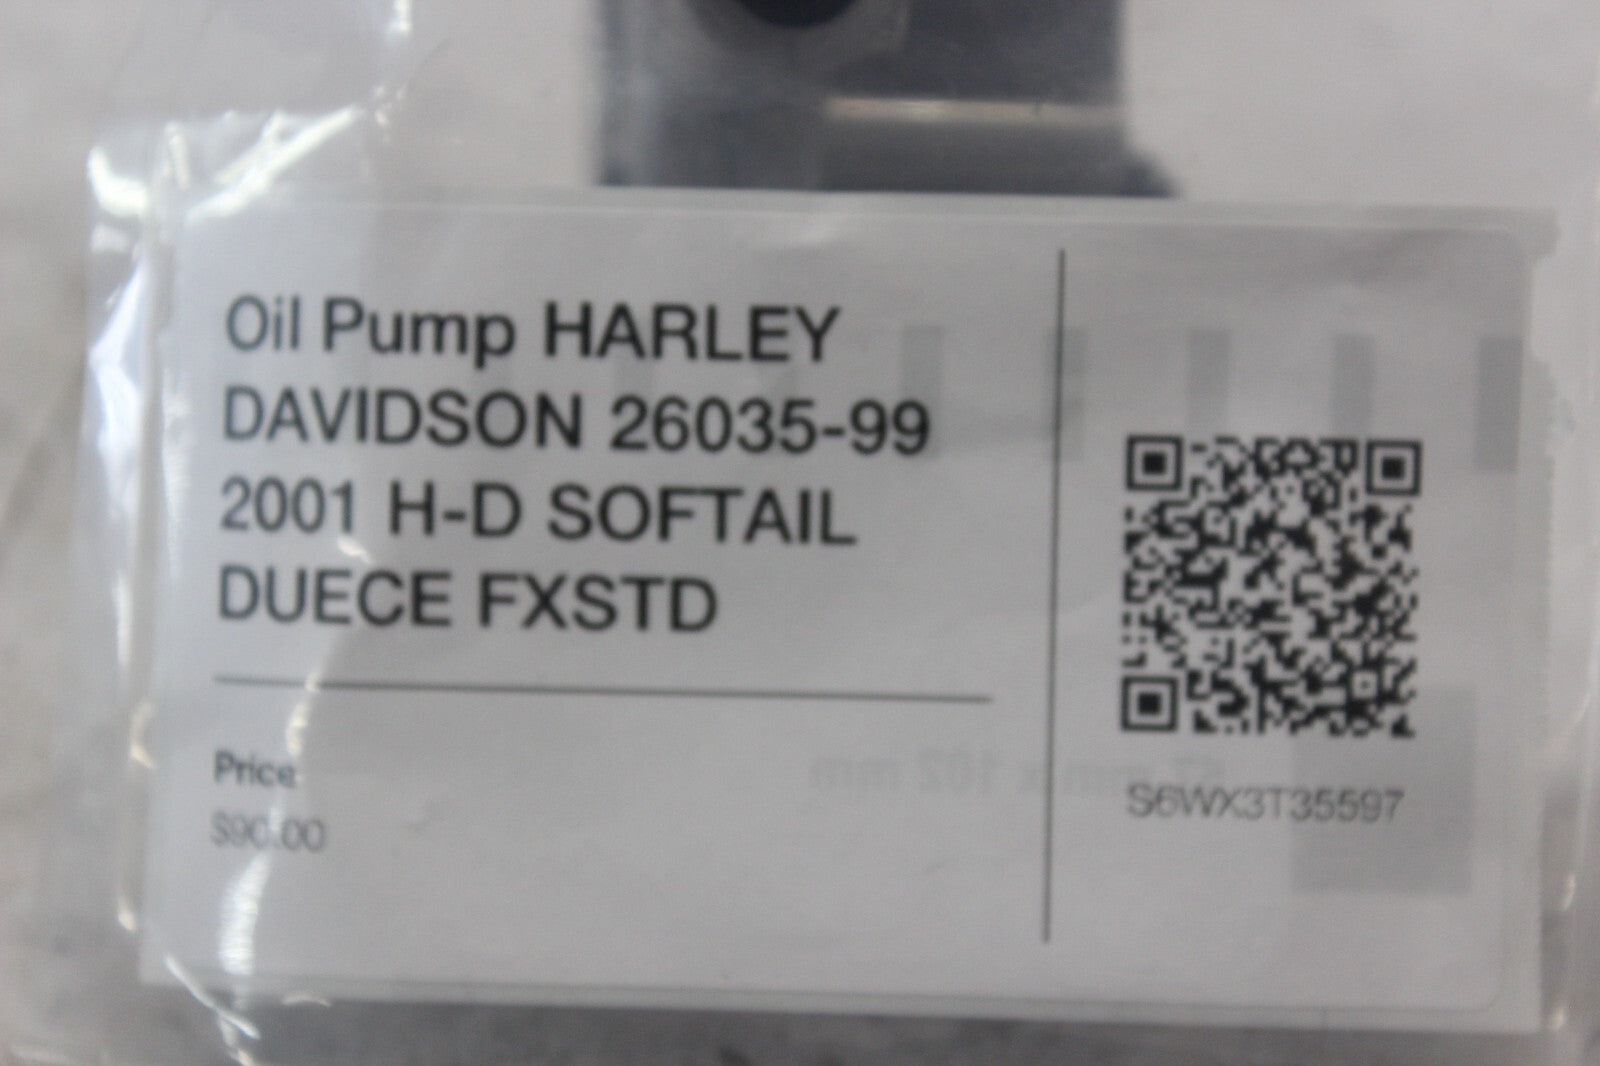 Oil Pump HARLEY
DAVIDSON 26035-99
2001 H-D SOFTAIL
DUECE FXSTD
Price
$90.00
S6WX3T35597